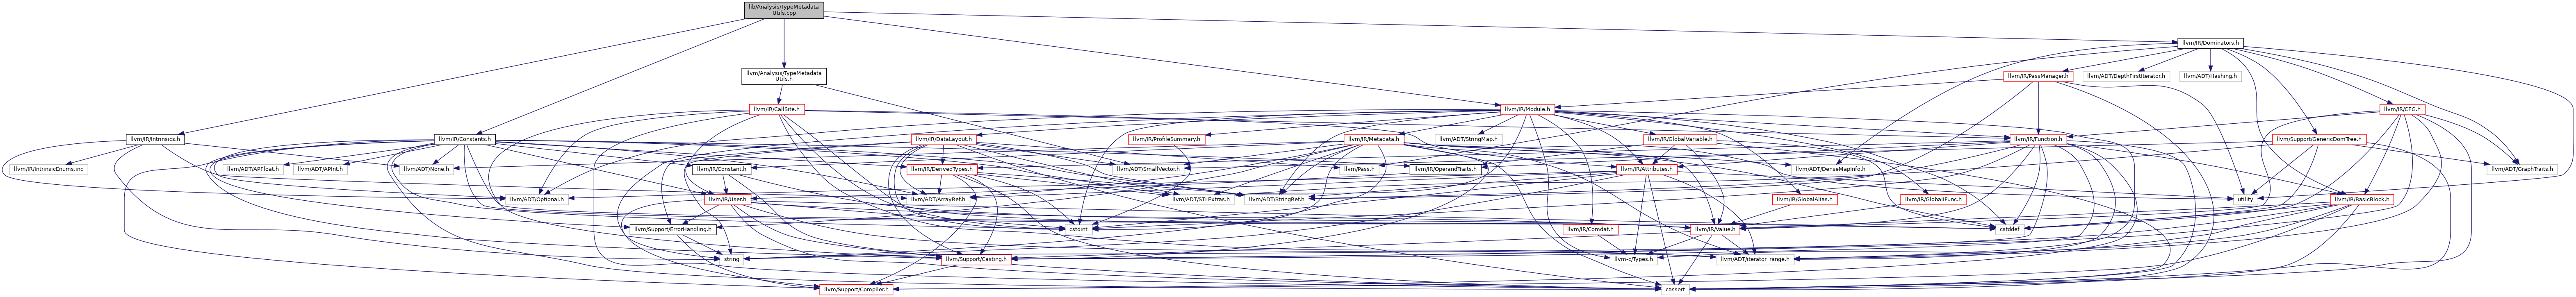 lib/Analysis/TypeMetadata
Utils.cpp
llvm/IR/Dominators.h
llvm/Analysis/TypeMetadata
Utils.h
llvm/IR/PassManager.h
llvm/ADT/DepthFirstIterator.h
llvm/ADT/Hashing.h
llvm/IR/CallSite.h
llvm/IR/Module.h
llvm/IR/CFG.h
llvm/IR/Intrinsics.h
llvm/IR/Constants.h
llvm/IR/DataLayout.h
llvm/IR/ProfileSummary.h
llvm/IR/Metadata.h
llvm/ADT/StringMap.h
llvm/IR/GlobalVariable.h
llvm/IR/Function.h
llvm/Support/GenericDomTree.h
llvm/IR/IntrinsicEnums.inc
llvm/ADT/APFloat.h
llvm/ADT/APInt.h
llvm/ADT/None.h
llvm/IR/Constant.h
llvm/IR/DerivedTypes.h
llvm/ADT/SmallVector.h
llvm/Pass.h
llvm/IR/OperandTraits.h
llvm/IR/Attributes.h
llvm/ADT/DenseMapInfo.h
llvm/ADT/GraphTraits.h
llvm/ADT/Optional.h
llvm/IR/User.h
llvm/ADT/ArrayRef.h
llvm/ADT/STLExtras.h
llvm/ADT/StringRef.h
llvm/IR/GlobalAlias.h
llvm/IR/GlobalIFunc.h
utility
llvm/IR/BasicBlock.h
llvm/Support/ErrorHandling.h
cstdint
llvm/IR/Comdat.h
llvm/IR/Value.h
cstddef
string
llvm/Support/Casting.h
llvm-c/Types.h
llvm/ADT/iterator_range.h
llvm/Support/Compiler.h
cassert